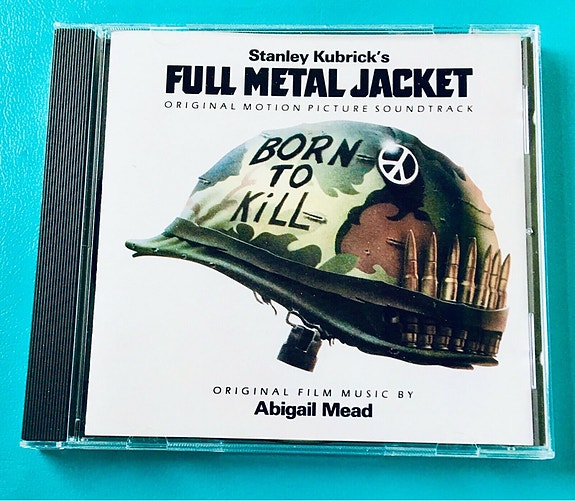 Stanley Kubrick's
FULL METAL JACKET
ORIGINAL MOTION PICTURE SOUNDTRACK
BORN
TO
KiLL
ORIGINAL FILM MUSIC BY
Abigail Mead